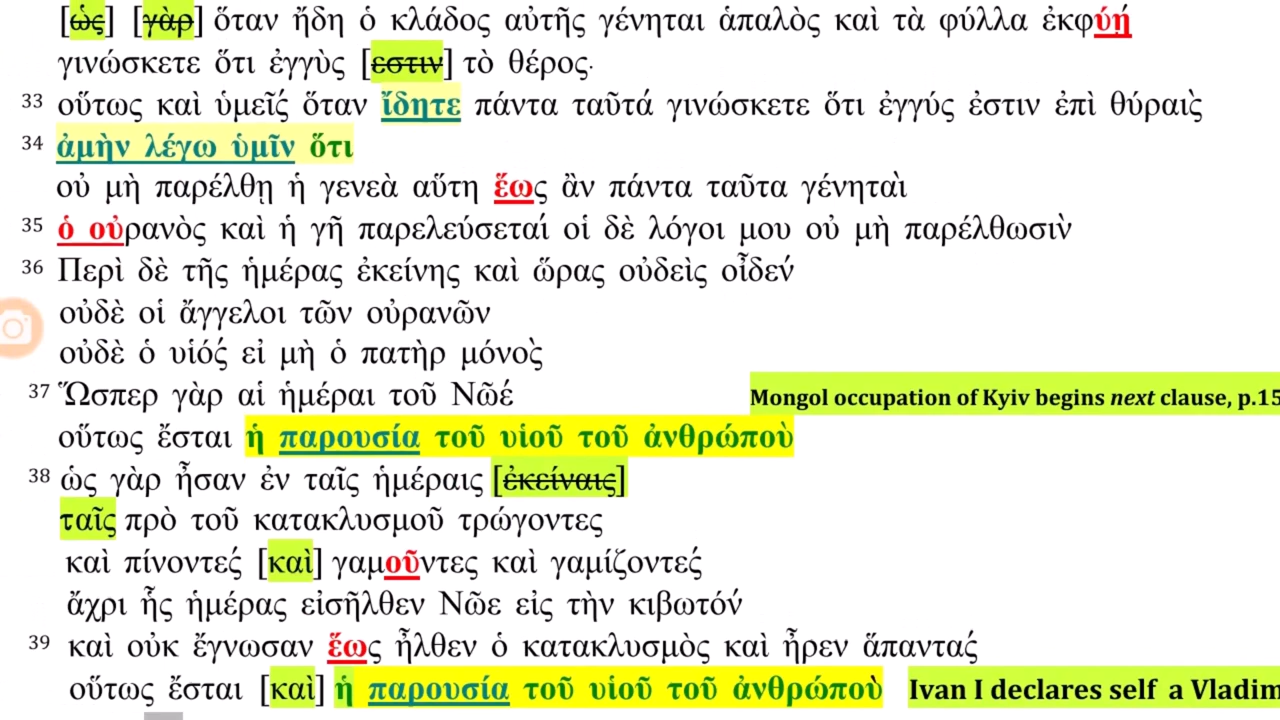 [ὡς] [γὰρ] ὅταν ἤδη ὁ κλάδος αὐτῆς γένηται ἁπαλὸς καὶ τὰ φύλλα ἐκφύῄ
γινώσκετε ὅτι ἐγγὺς [εστιν] τὸ θέρος·
33 οὕτως καὶ ὑμεῖς́ ὅταν ἴδητε πάντα ταῦτά γινώσκετε ὅτι ἐγγύς ἐστιν ἐπὶ θύραις̀
34 ἀμὴν λέγω ὑμῖν ὅτι
οὐ μὴ παρέλθῃ ἡ γενεὰ αὕτη ἕως ἂν πάντα ταῦτα γένηταὶ
35 ὁ οὐρανὸς καὶ ἡ γῆ παρελεύσεταί οἱ δὲ λόγοι μου οὐ μὴ παρέλθωσιν̀
36 Περὶ δὲ τῆς ἡμέρας ἐκείνης καὶ ὥρας οὐδεὶς οἶδεν́
οὐδὲ οἱ ἄγγελοι τῶν οὐρανῶν
οὐδὲ ὁ υἱός́ εἰ μὴ ὁ πατὴρ μόνος̀
37 Ὥσπερ γὰρ αἱ ἡμέραι τοῦ Νῶέ Mongol occupation of Kyiv begins next clause, p.15
οὕτως ἔσται ἡ παρουσία τοῦ υἱοῦ τοῦ ἀνθρώποὺ
38 ὡς γὰρ ἦσαν ἐν ταῖς ἡμέραις [ἐκείναις]
ταῖς πρὸ τοῦ κατακλυσμοῦ τρώγοντες
καὶ πίνοντες́ [καὶ] γαμοῦντες καὶ γαμίζοντες́
ἄχρι ἧς ἡμέρας εἰσῆλθεν Νῶε εἰς τὴν κιβωτόν́
39 καὶ οὐκ ἔγνωσαν ἕως ἦλθεν ὁ κατακλυσμὸς καὶ ἦρεν ἅπαντας́
οὕτως ἔσται [καὶ] ἡ παρουσία τοῦ υἱοῦ τοῦ ἀνθρώποὺ Ivan I declares self a Vladim